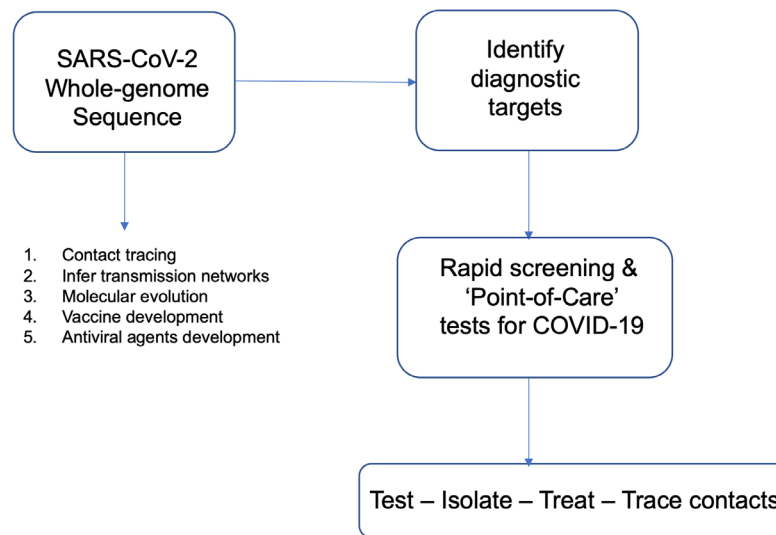 SARS-CoV-2
Whole-genome
Sequence
Identify
diagnostic
targets
1. Contact tracing
2. Infer transmission networks
3. Molecular evolution
4. Vaccine development
5. Antiviral agents development
Rapid screening &
‘Point-of-Care’
tests for COVID-19
Test – Isolate – Treat – Trace contacts